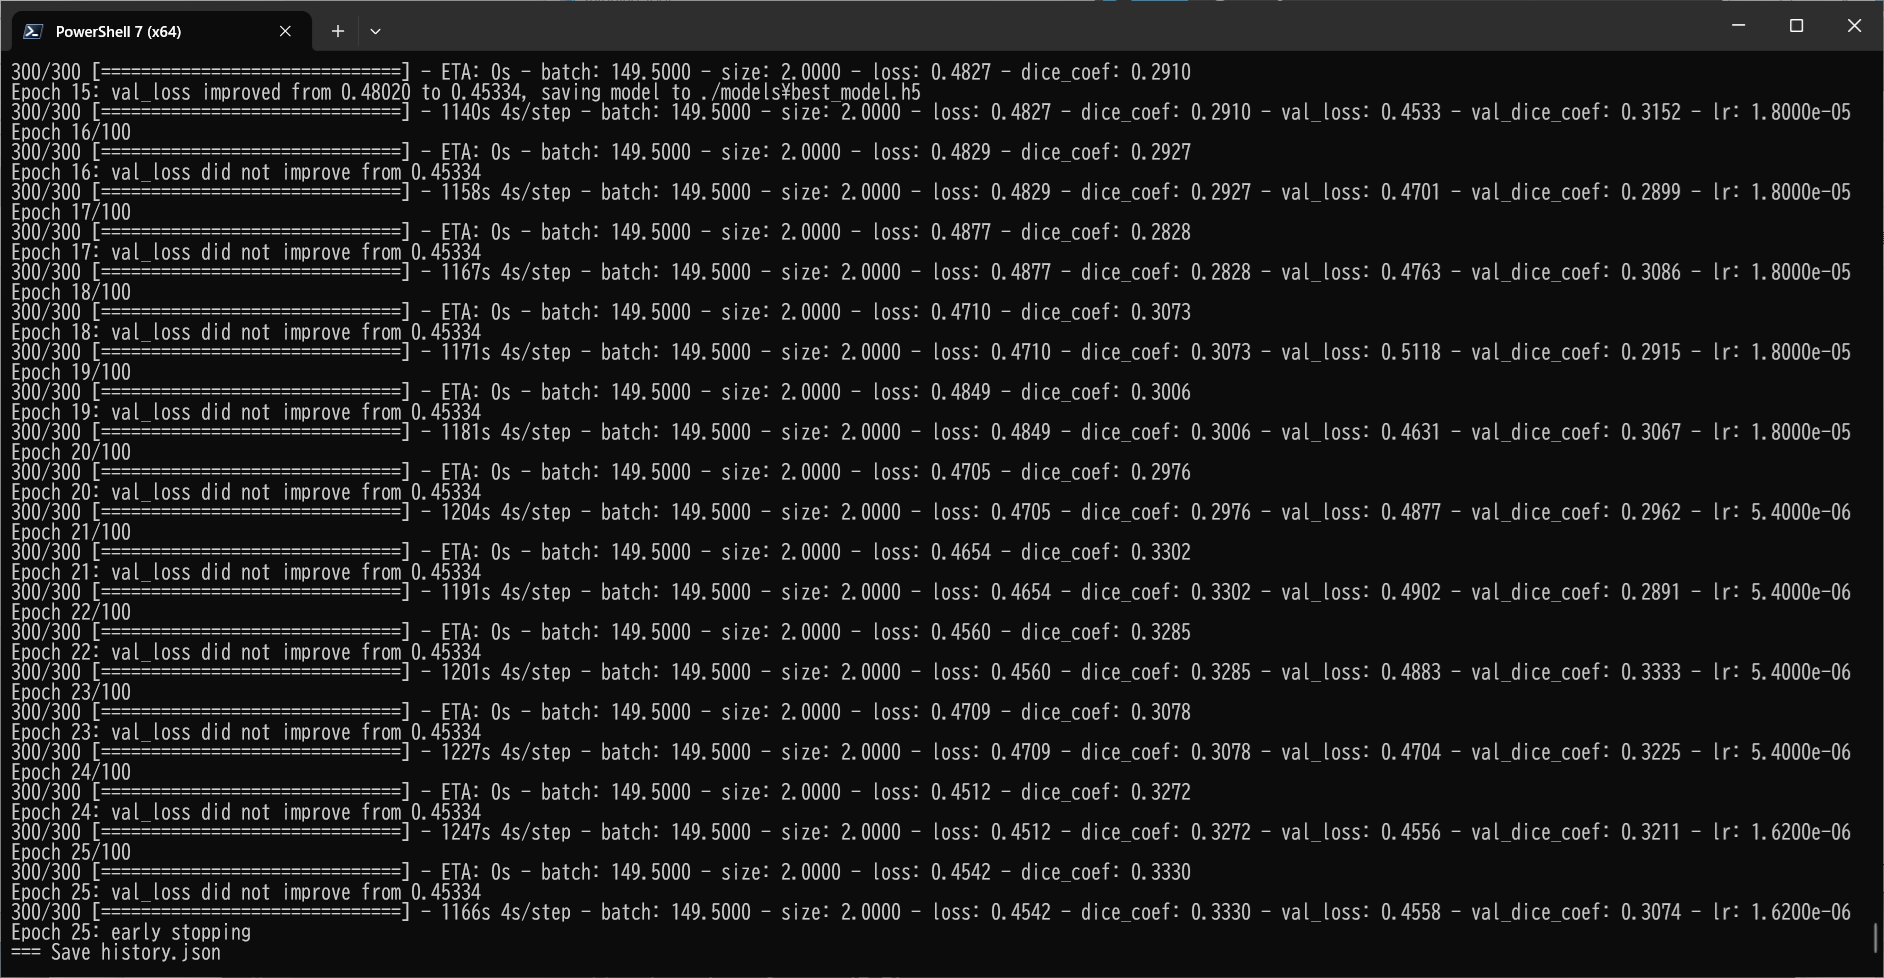 PowerShell 7 (x64)
300/300 [==============================] - ETA: 0s - batch: 149.5000 - size: 2.0000 - loss: 0.4827 - dice_coef: 0.2910
Epoch 15: val_loss improved from 0.48020 to 0.45334, saving model to ./models¥best_model.h5
300/300 [==============================] - 1140s 4s/step - batch: 149.5000 - size: 2.0000 - loss: 0.4827 - dice_coef: 0.2910 - val_loss: 0.4533 - val_dice_coef: 0.3152 - lr: 1.8000e-05
Epoch 16/100
300/300 [==============================] - ETA: 0s - batch: 149.5000 - size: 2.0000 - loss: 0.4829 - dice_coef: 0.2927
Epoch 16: val_loss did not improve from 0.45334
300/300 [==============================] - 1158s 4s/step - batch: 149.5000 - size: 2.0000 - loss: 0.4829 - dice_coef: 0.2927 - val_loss: 0.4701 - val_dice_coef: 0.2899 - lr: 1.8000e-05
Epoch 17/100
300/300 [==============================] - ETA: 0s - batch: 149.5000 - size: 2.0000 - loss: 0.4877 - dice_coef: 0.2828
Epoch 17: val_loss did not improve from 0.45334
300/300 [==============================] - 1167s 4s/step - batch: 149.5000 - size: 2.0000 - loss: 0.4877 - dice_coef: 0.2828 - val_loss: 0.4763 - val_dice_coef: 0.3086 - lr: 1.8000e-05
Epoch 18/100
300/300 [==============================] - ETA: 0s - batch: 149.5000 - size: 2.0000 - loss: 0.4710 - dice_coef: 0.3073
Epoch 18: val_loss did not improve from 0.45334
300/300 [==============================] - 1171s 4s/step - batch: 149.5000 - size: 2.0000 - loss: 0.4710 - dice_coef: 0.3073 - val_loss: 0.5118 - val_dice_coef: 0.2915 - lr: 1.8000e-05
Epoch 19/100
300/300 [==============================] - ETA: 0s - batch: 149.5000 - size: 2.0000 - loss: 0.4849 - dice_coef: 0.3006
Epoch 19: val_loss did not improve from 0.45334
300/300 [==============================] - 1181s 4s/step - batch: 149.5000 - size: 2.0000 - loss: 0.4849 - dice_coef: 0.3006 - val_loss: 0.4631 - val_dice_coef: 0.3067 - lr: 1.8000e-05
Epoch 20/100
300/300 [==============================] - ETA: 0s - batch: 149.5000 - size: 2.0000 - loss: 0.4705 - dice_coef: 0.2976
Epoch 20: val_loss did not improve from 0.45334
300/300 [==============================] - 1204s 4s/step - batch: 149.5000 - size: 2.0000 - loss: 0.4705 - dice_coef: 0.2976 - val_loss: 0.4877 - val_dice_coef: 0.2962 - lr: 5.4000e-06
Epoch 21/100
300/300 [==============================] - ETA: 0s - batch: 149.5000 - size: 2.0000 - loss: 0.4654 - dice_coef: 0.3302
Epoch 21: val_loss did not improve from 0.45334
300/300 [==============================] - 1191s 4s/step - batch: 149.5000 - size: 2.0000 - loss: 0.4654 - dice_coef: 0.3302 - val_loss: 0.4902 - val_dice_coef: 0.2891 - lr: 5.4000e-06
Epoch 22/100
300/300 [==============================] - ETA: 0s - batch: 149.5000 - size: 2.0000 - loss: 0.4560 - dice_coef: 0.3285
Epoch 22: val_loss did not improve from 0.45334
300/300 [==============================] - 1201s 4s/step - batch: 149.5000 - size: 2.0000 - loss: 0.4560 - dice_coef: 0.3285 - val_loss: 0.4883 - val_dice_coef: 0.3333 - lr: 5.4000e-06
Epoch 23/100
300/300 [==============================] - ETA: 0s - batch: 149.5000 - size: 2.0000 - loss: 0.4709 - dice_coef: 0.3078
Epoch 23: val_loss did not improve from 0.45334
300/300 [==============================] - 1227s 4s/step - batch: 149.5000 - size: 2.0000 - loss: 0.4709 - dice_coef: 0.3078 - val_loss: 0.4704 - val_dice_coef: 0.3225 - lr: 5.4000e-06
Epoch 24/100
300/300 [==============================] - ETA: 0s - batch: 149.5000 - size: 2.0000 - loss: 0.4512 - dice_coef: 0.3272
Epoch 24: val_loss did not improve from 0.45334
300/300 [==============================] - 1247s 4s/step - batch: 149.5000 - size: 2.0000 - loss: 0.4512 - dice_coef: 0.3272 - val_loss: 0.4556 - val_dice_coef: 0.3211 - lr: 1.6200e-06
Epoch 25/100
300/300 [==============================] - ETA: 0s - batch: 149.5000 - size: 2.0000 - loss: 0.4542 - dice_coef: 0.3330
Epoch 25: val_loss did not improve from 0.45334
300/300 [==============================] - 1166s 4s/step - batch: 149.5000 - size: 2.0000 - loss: 0.4542 - dice_coef: 0.3330 - val_loss: 0.4558 - val_dice_coef: 0.3074 - lr: 1.6200e-06
Epoch 25: early stopping
=== Save history.json